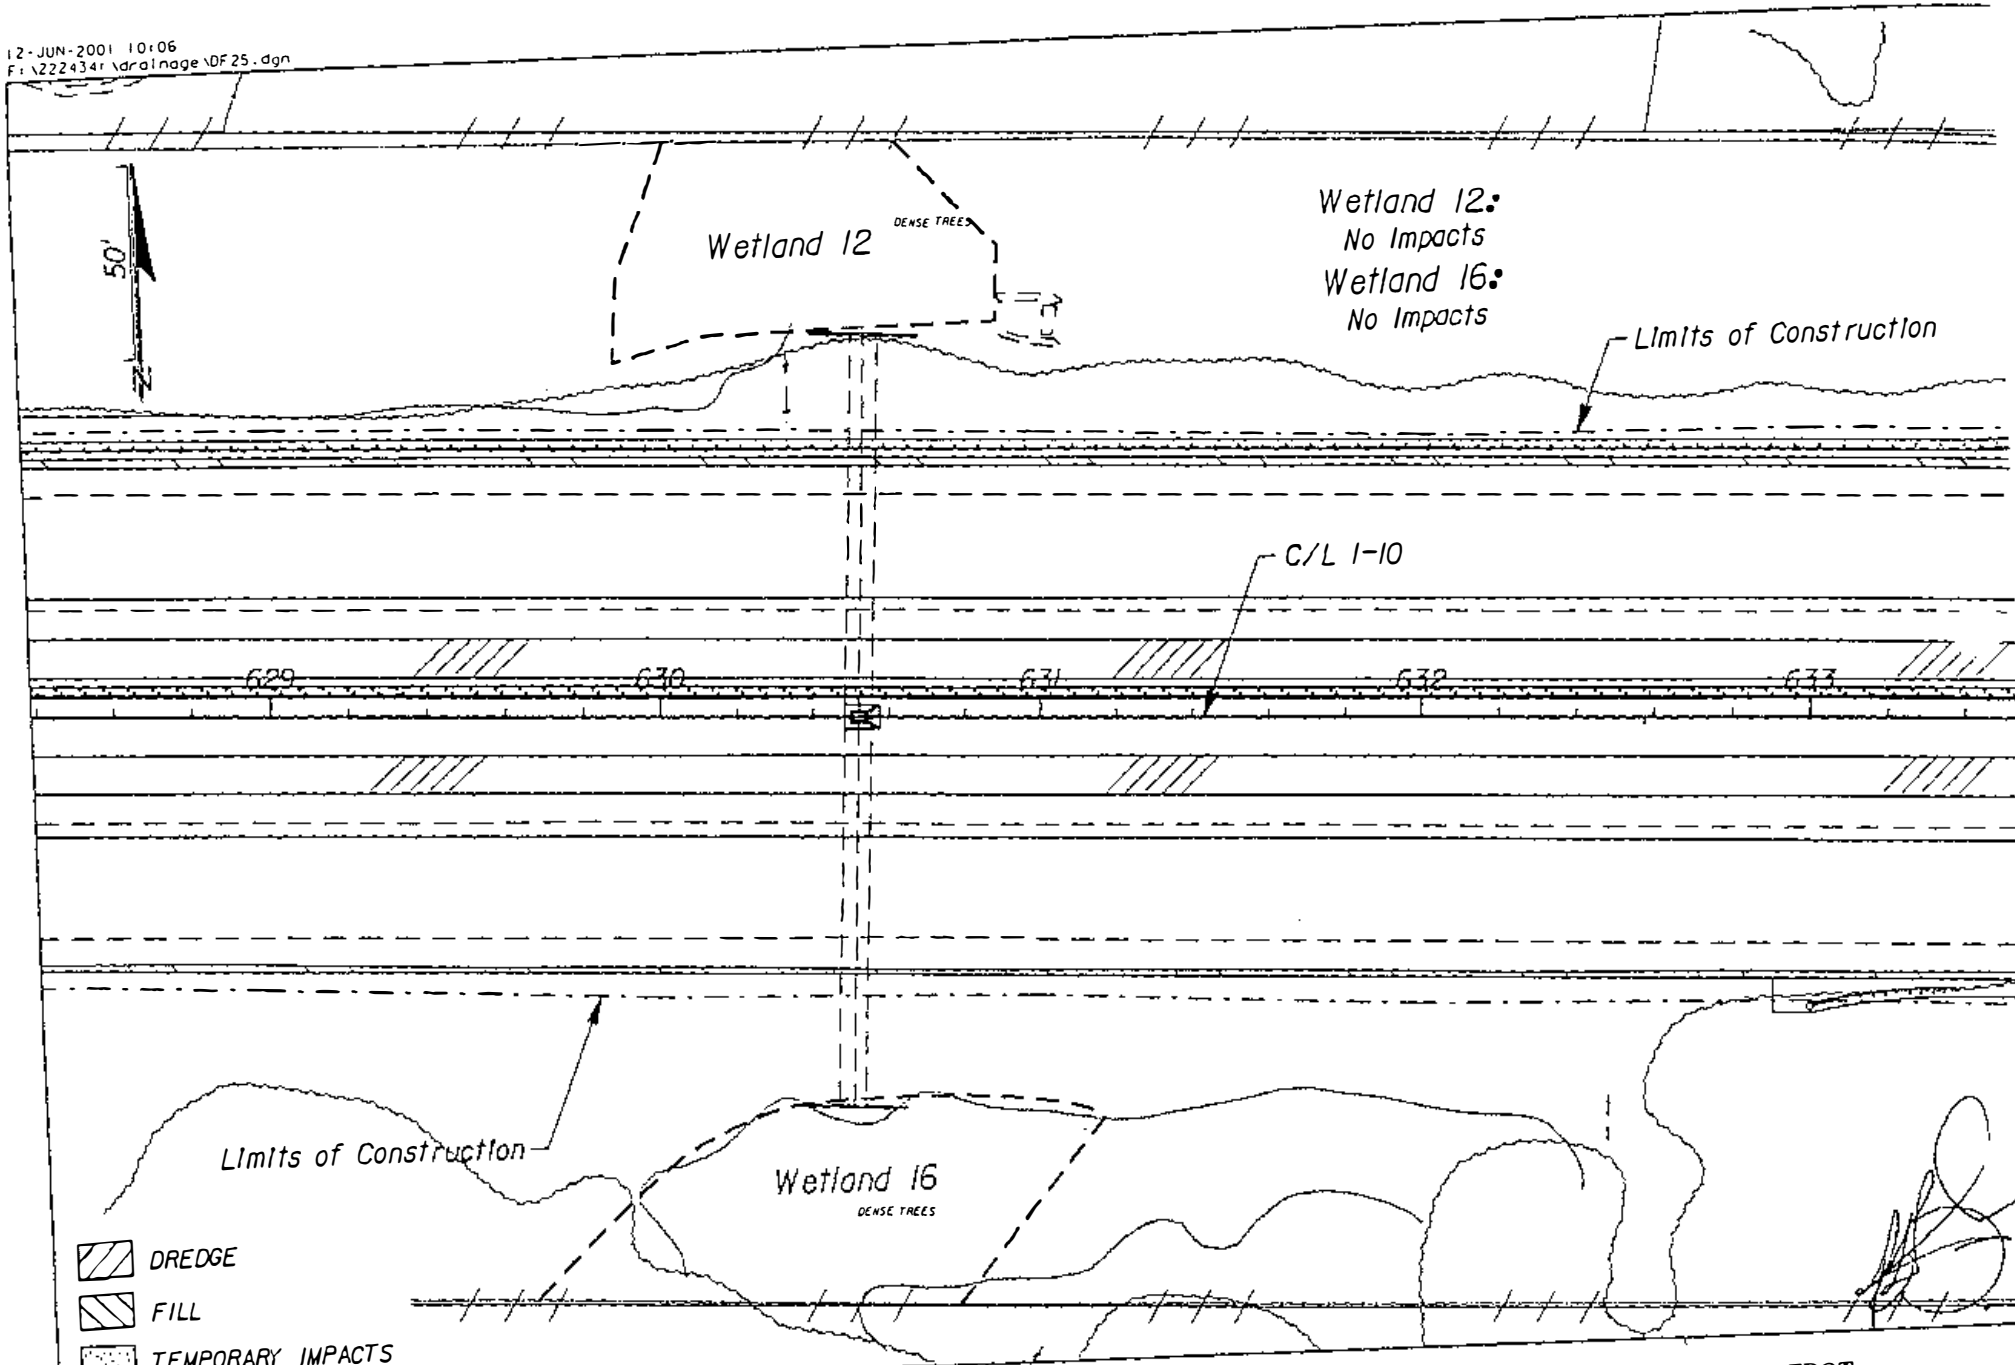 12-JUN-2001 10:06
F:\222434r\drainage\DF25.dgn
50'
N
Wetland 12
DENSE TREES
Wetland 12:
No Impacts
Wetland 16:
No Impacts
Limits of Construction
C/L I-10
629 630 631 632 633
Limits of Construction
Wetland 16
DENSE TREES
DREDGE
FILL
TEMPORARY IMPACTS